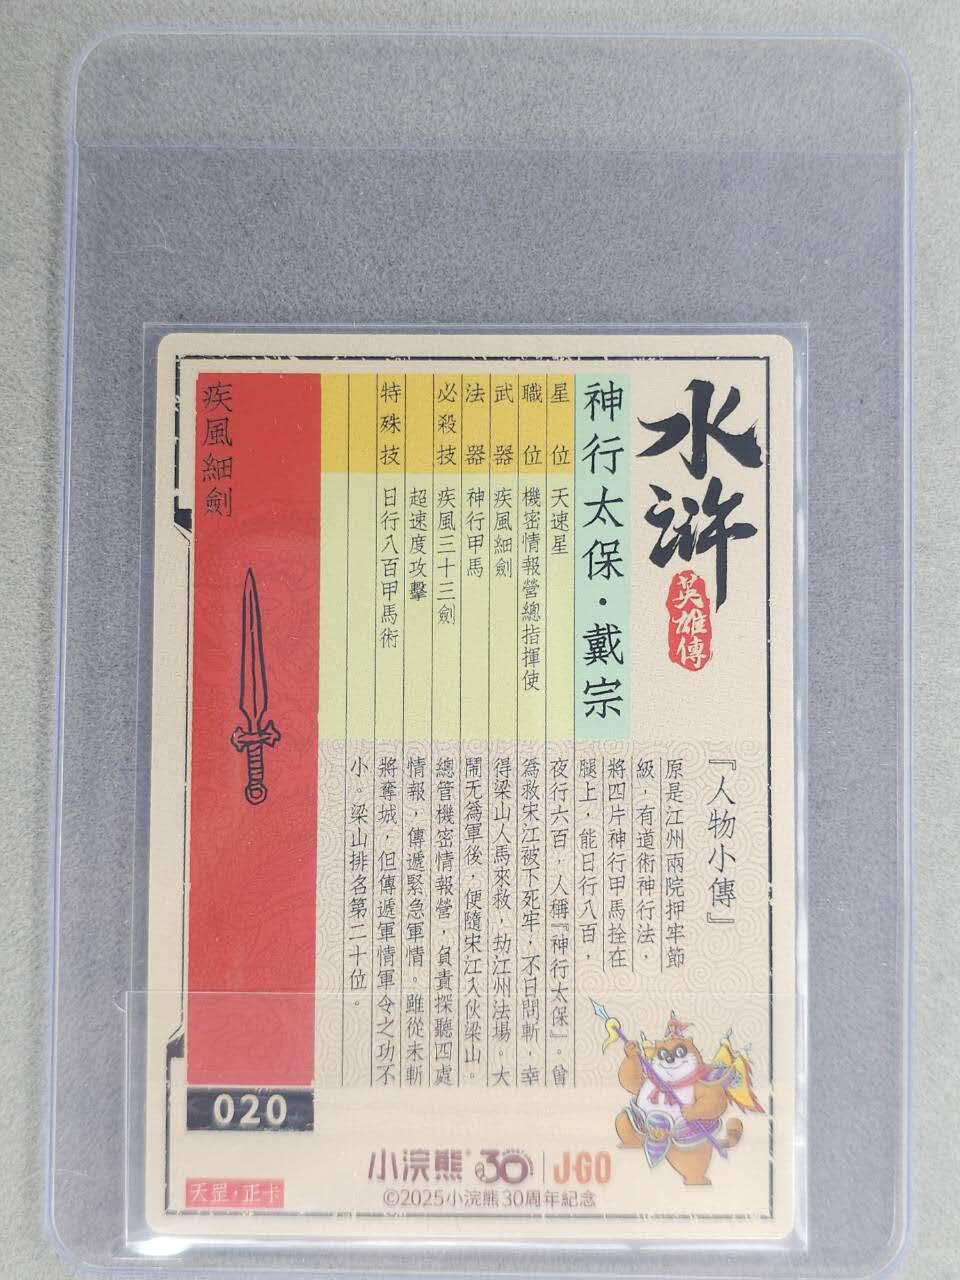 水滸
英雄傳
神行太保·戴宗
星位 天速星
職位 機密情報營總指揮使
武器 疾風細劍
法器 神行甲馬
必殺技 疾風三十三劍
超速度攻擊
特殊技 日行八百甲馬術
疾風細劍
『人物小傳』
原是江州兩院押牢節
級，有道術神行法，
將四片神行甲馬拴在
腿上，能日行八百，
夜行六百，人稱『神行太保』。曾
為救宋江被下死牢，不日問斬，幸
得梁山人馬來救，劫江州法場。大
鬧无為軍後，便隨宋江入伙梁山。
總管機密情報營，負責探聽四處
情報，傳遞緊急軍情。雖從未斬
將奪城，但傳遞軍情軍令之功不
小。梁山排名第二十位。
020
天罡·正卡
小浣熊® 30 | J·GO
©2025小浣熊30周年紀念